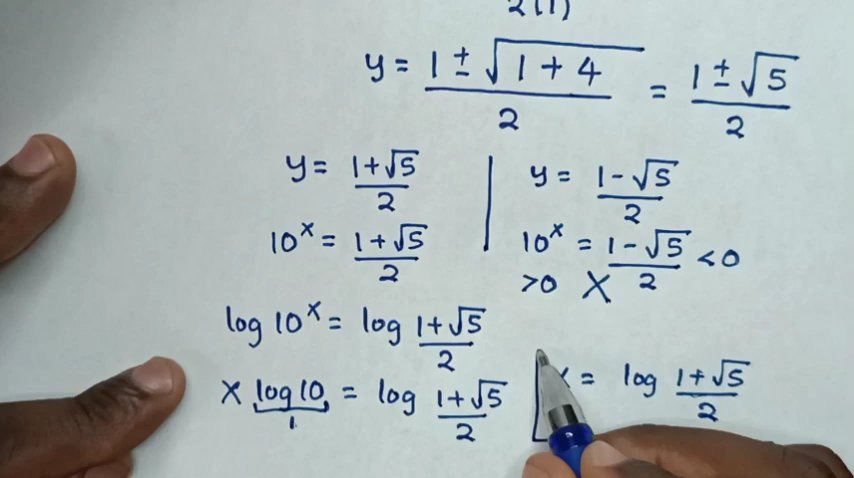 2(1)
y = (1 ± √(1 + 4))/2 = (1 ± √5)/2
y = (1+√5)/2 | y = (1-√5)/2
10^x = (1+√5)/2 | 10^x = (1-√5)/2 < 0
>0 X
log 10^x = log (1+√5)/2
x log 10 = log (1+√5)/2
1
x = log (1+√5)/2